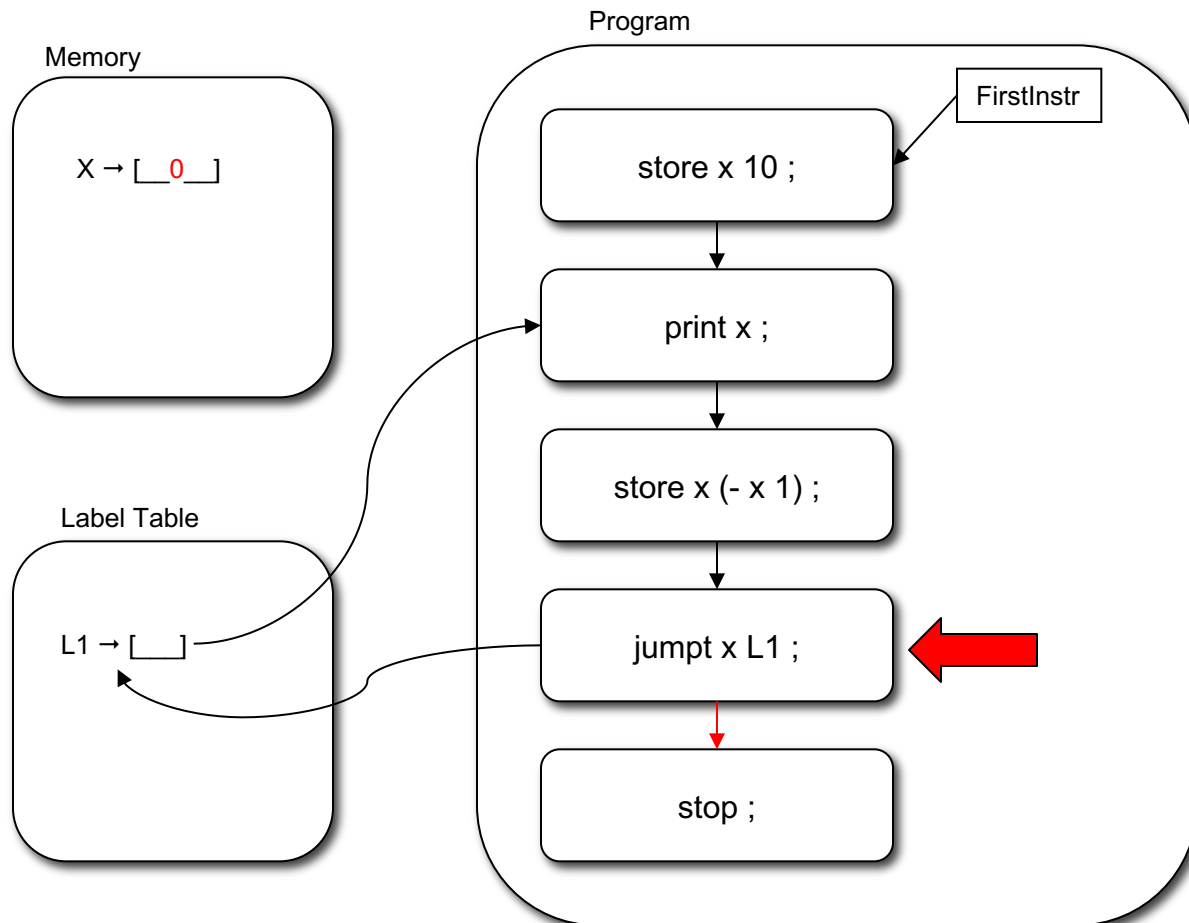 Program
Memory
FirstInstr
store x 10 ;
X → [__0__]
print x ;
store x (- x 1) ;
Label Table
L1 → [___]
jumpt x L1 ;
stop ;